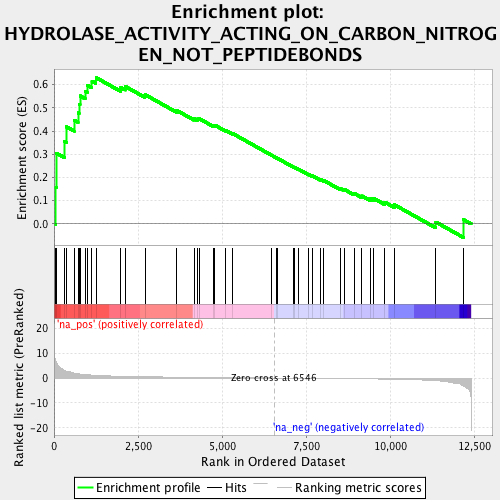 Enrichment plot:
HYDROLASE_ACTIVITY_ACTING_ON_CARBON_NITROG
EN_NOT_PEPTIDEBONDS
Enrichment score (ES)
0.6
0.5
0.4
0.3
0.2
0.1
0.0
'na_pos' (positively correlated)
Ranked list metric (PreRanked)
20
10
0
-10
-20
Zero cross at 6546
'na_neg' (negatively correlated)
0
2,500
5,000
7,500
10,000
12,500
Rank in Ordered Dataset
Enrichment profile
Hits
Ranking metric scores